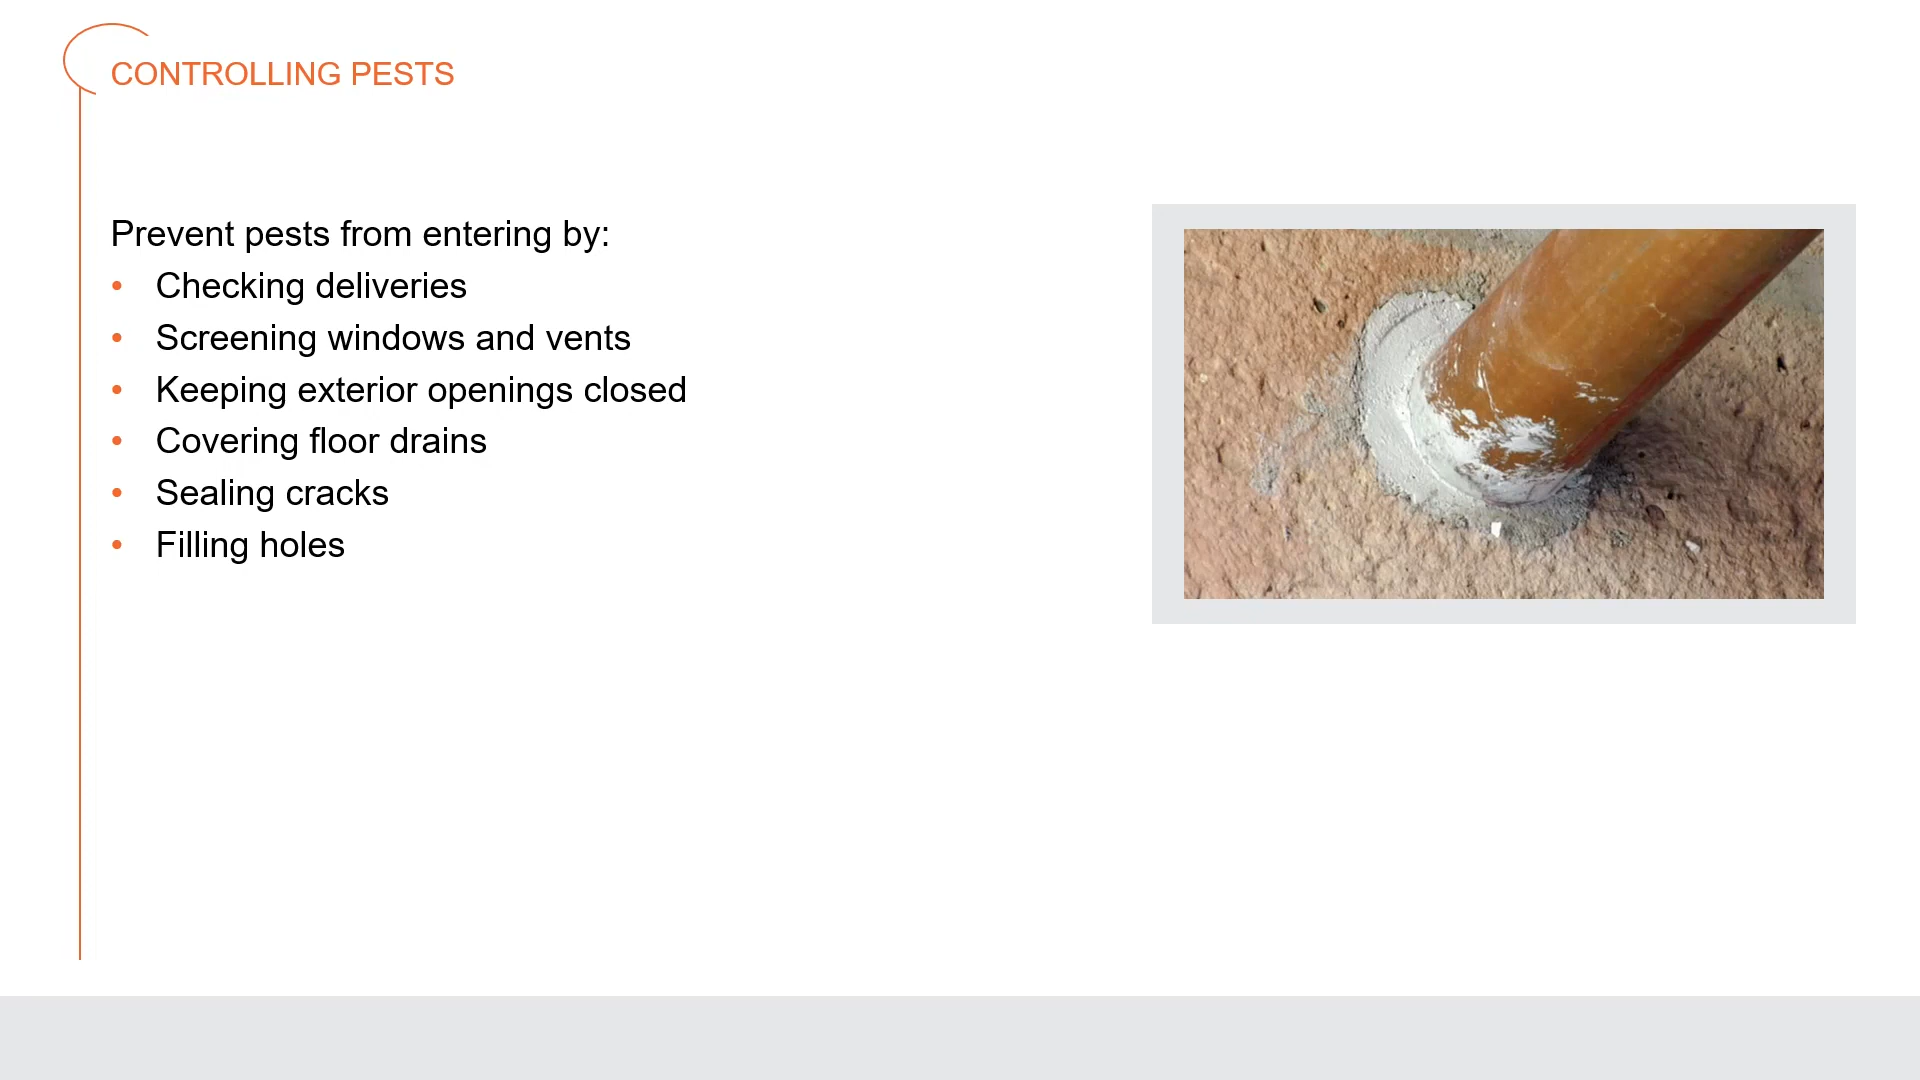 CONTROLLING PESTS
Prevent pests from entering by:
• Checking deliveries
• Screening windows and vents
• Keeping exterior openings closed
• Covering floor drains
• Sealing cracks
• Filling holes